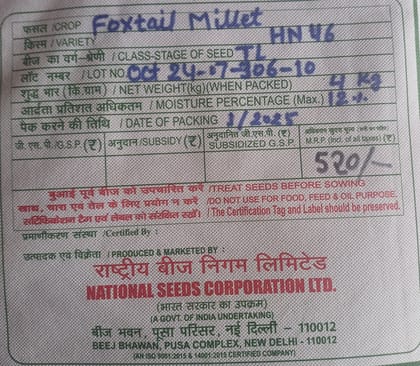 फसल /CROP Foxtail Millet
किस्म / VARIETY HN 46
बीज का वर्ग-श्रेणी / CLASS-STAGE OF SEED TL
लॉट नम्बर / LOT NO. Oct 24-07-306-10
शुद्ध भार (कि.ग्राम) / NET WEIGHT(kg)(WHEN PACKED) 4 Kg
आर्द्रता प्रतिशत अधिकतम / MOISTURE PERCENTAGE (Max.) 12 %
पैक करने की तिथि / DATE OF PACKING 1/2025
जी.एस.पी./G.S.P. (₹) अनुदान/SUBSIDY (₹) अनुदानित जी.एस.पी. (₹) SUBSIDIZED G.S.P. M.R.P. (Incl. of all taxes) (₹)
520/-
बुआई पूर्व बीज को उपचारित करें /TREAT SEEDS BEFORE SOWING
खाद्य, चारा एवं तेल के लिए प्रयोग न करें /DO NOT USE FOR FOOD, FEED & OIL PURPOSE,
सर्टिफिकेशन टैग एवं लेबल को संरक्षित रखें। / The Certification Tag and Label should be preserved.
प्रमाणीकरण संस्था /Certified By :
उत्पादक एवं विक्रेता / PRODUCED & MARKETED BY :
राष्ट्रीय बीज निगम लिमिटेड
NATIONAL SEEDS CORPORATION LTD.
(भारत सरकार का उपक्रम)
(A GOVT. OF INDIA UNDERTAKING)
बीज भवन, पूसा परिसर, नई दिल्ली - 110012
BEEJ BHAWAN, PUSA COMPLEX, NEW DELHI - 110012
(AN ISO 9001:2015 & 14001:2015 CERTIFIED COMPANY)